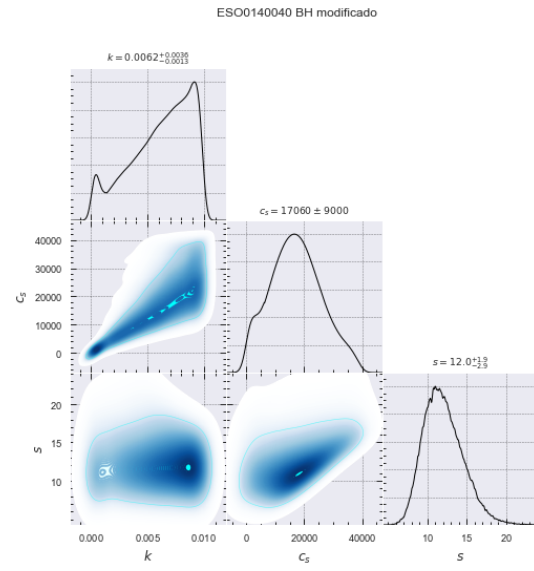 ESO0140040 BH modificado
k = 0.0062^{+0.0036}_{-0.0013}
c_s = 17060 ± 9000
40000
30000
20000
10000
0
c_s
s = 12.0^{+1.9}_{-2.9}
20
15
10
s
0.000 0.005 0.010
0 20000 40000
10 15 20
k
c_s
s